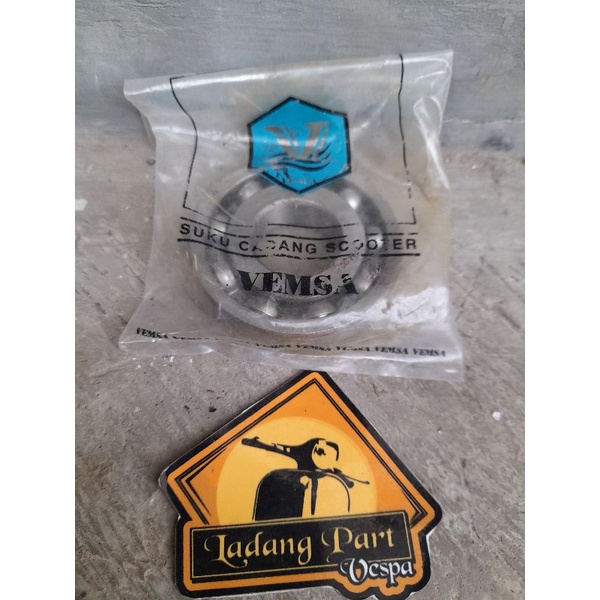 V
SUKU CADANG SCOOTER
VEMSA
VEMSA VEMSA VEMSA VEMSA VEMSA
Ladang Part
Vespa